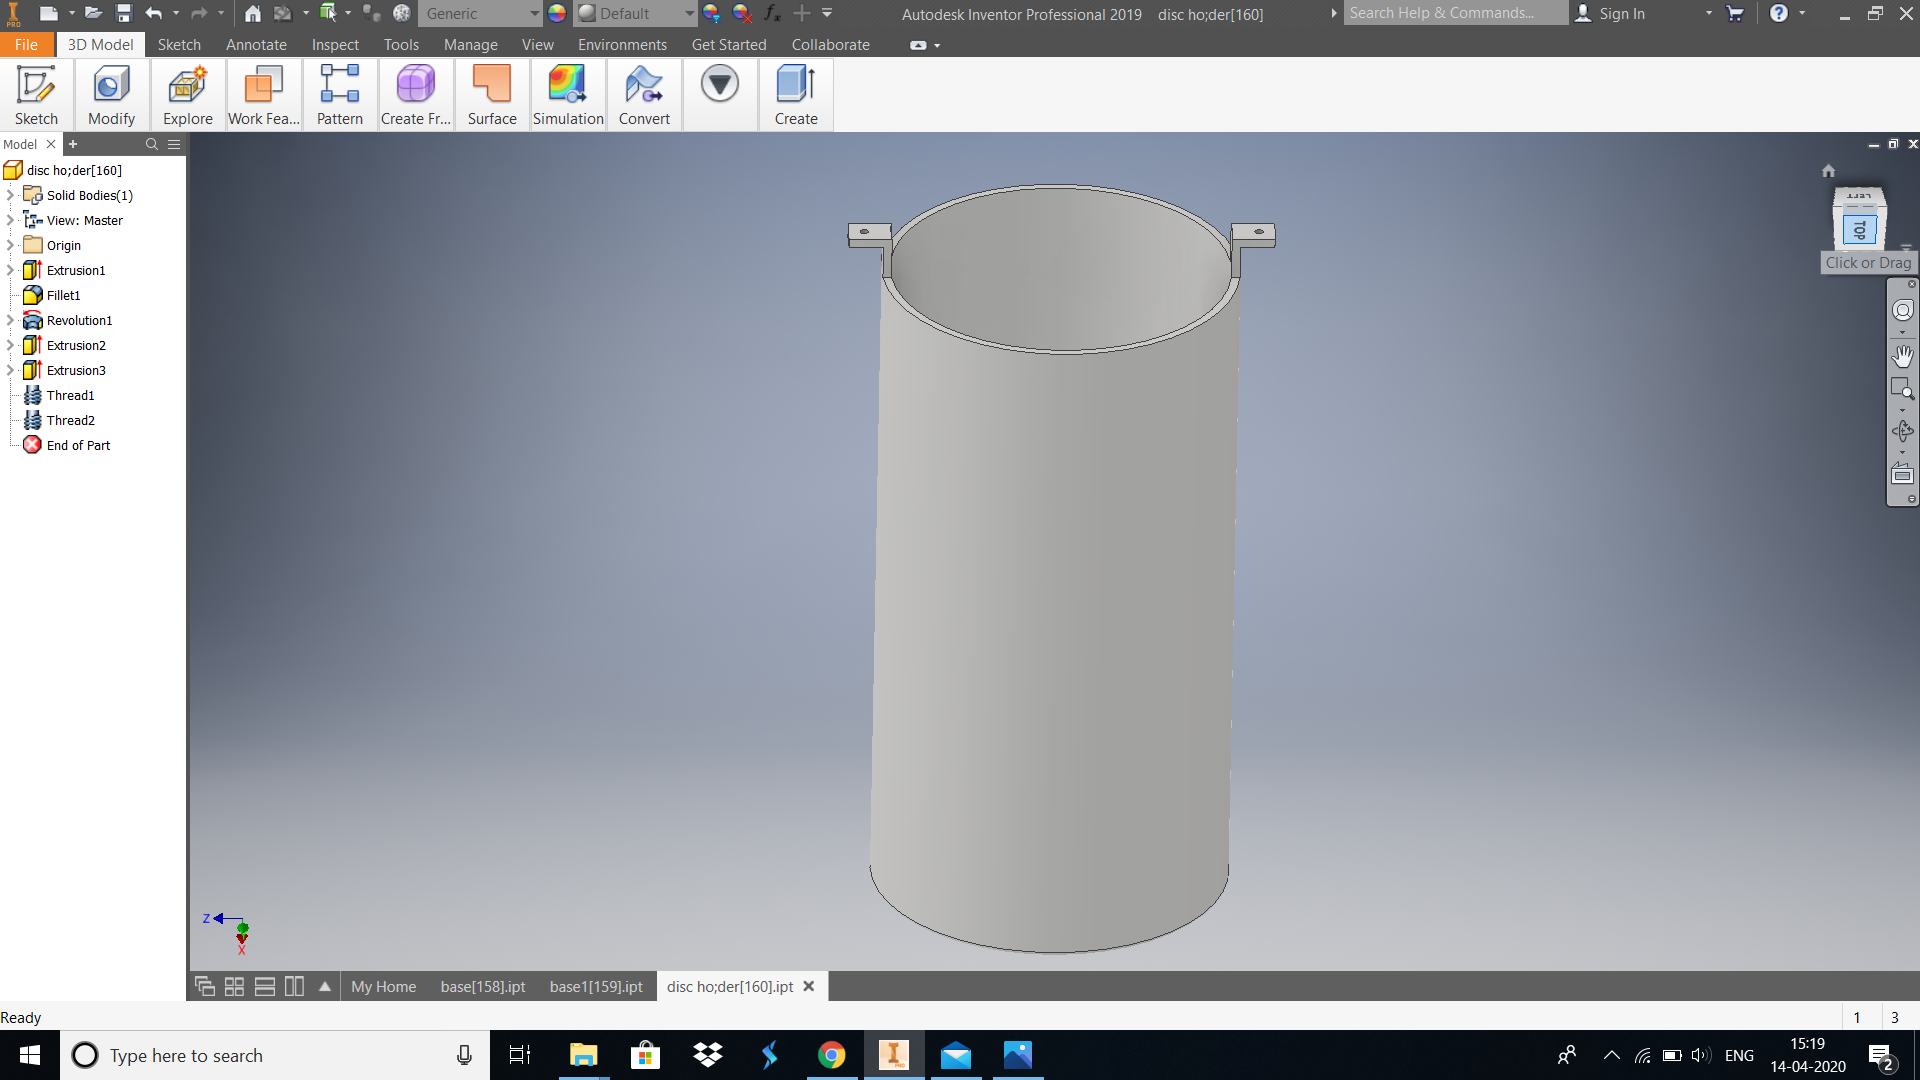 PRO
Generic
Default
Autodesk Inventor Professional 2019 disc ho;der[160]
Search Help & Commands...
Sign In
File 3D Model Sketch Annotate Inspect Tools Manage View Environments Get Started Collaborate
Sketch Modify Explore Work Fea... Pattern Create Fr... Surface Simulation Convert Create
Model
disc ho;der[160]
Solid Bodies(1)
View: Master
Origin
Extrusion1
Fillet1
Revolution1
Extrusion2
Extrusion3
Thread1
Thread2
End of Part
LEFT
TOP
Click or Drag
Z
X
My Home base[158].ipt base1[159].ipt disc ho;der[160].ipt
Ready
1 3
Type here to search
PRO
ENG
15:19
14-04-2020
2